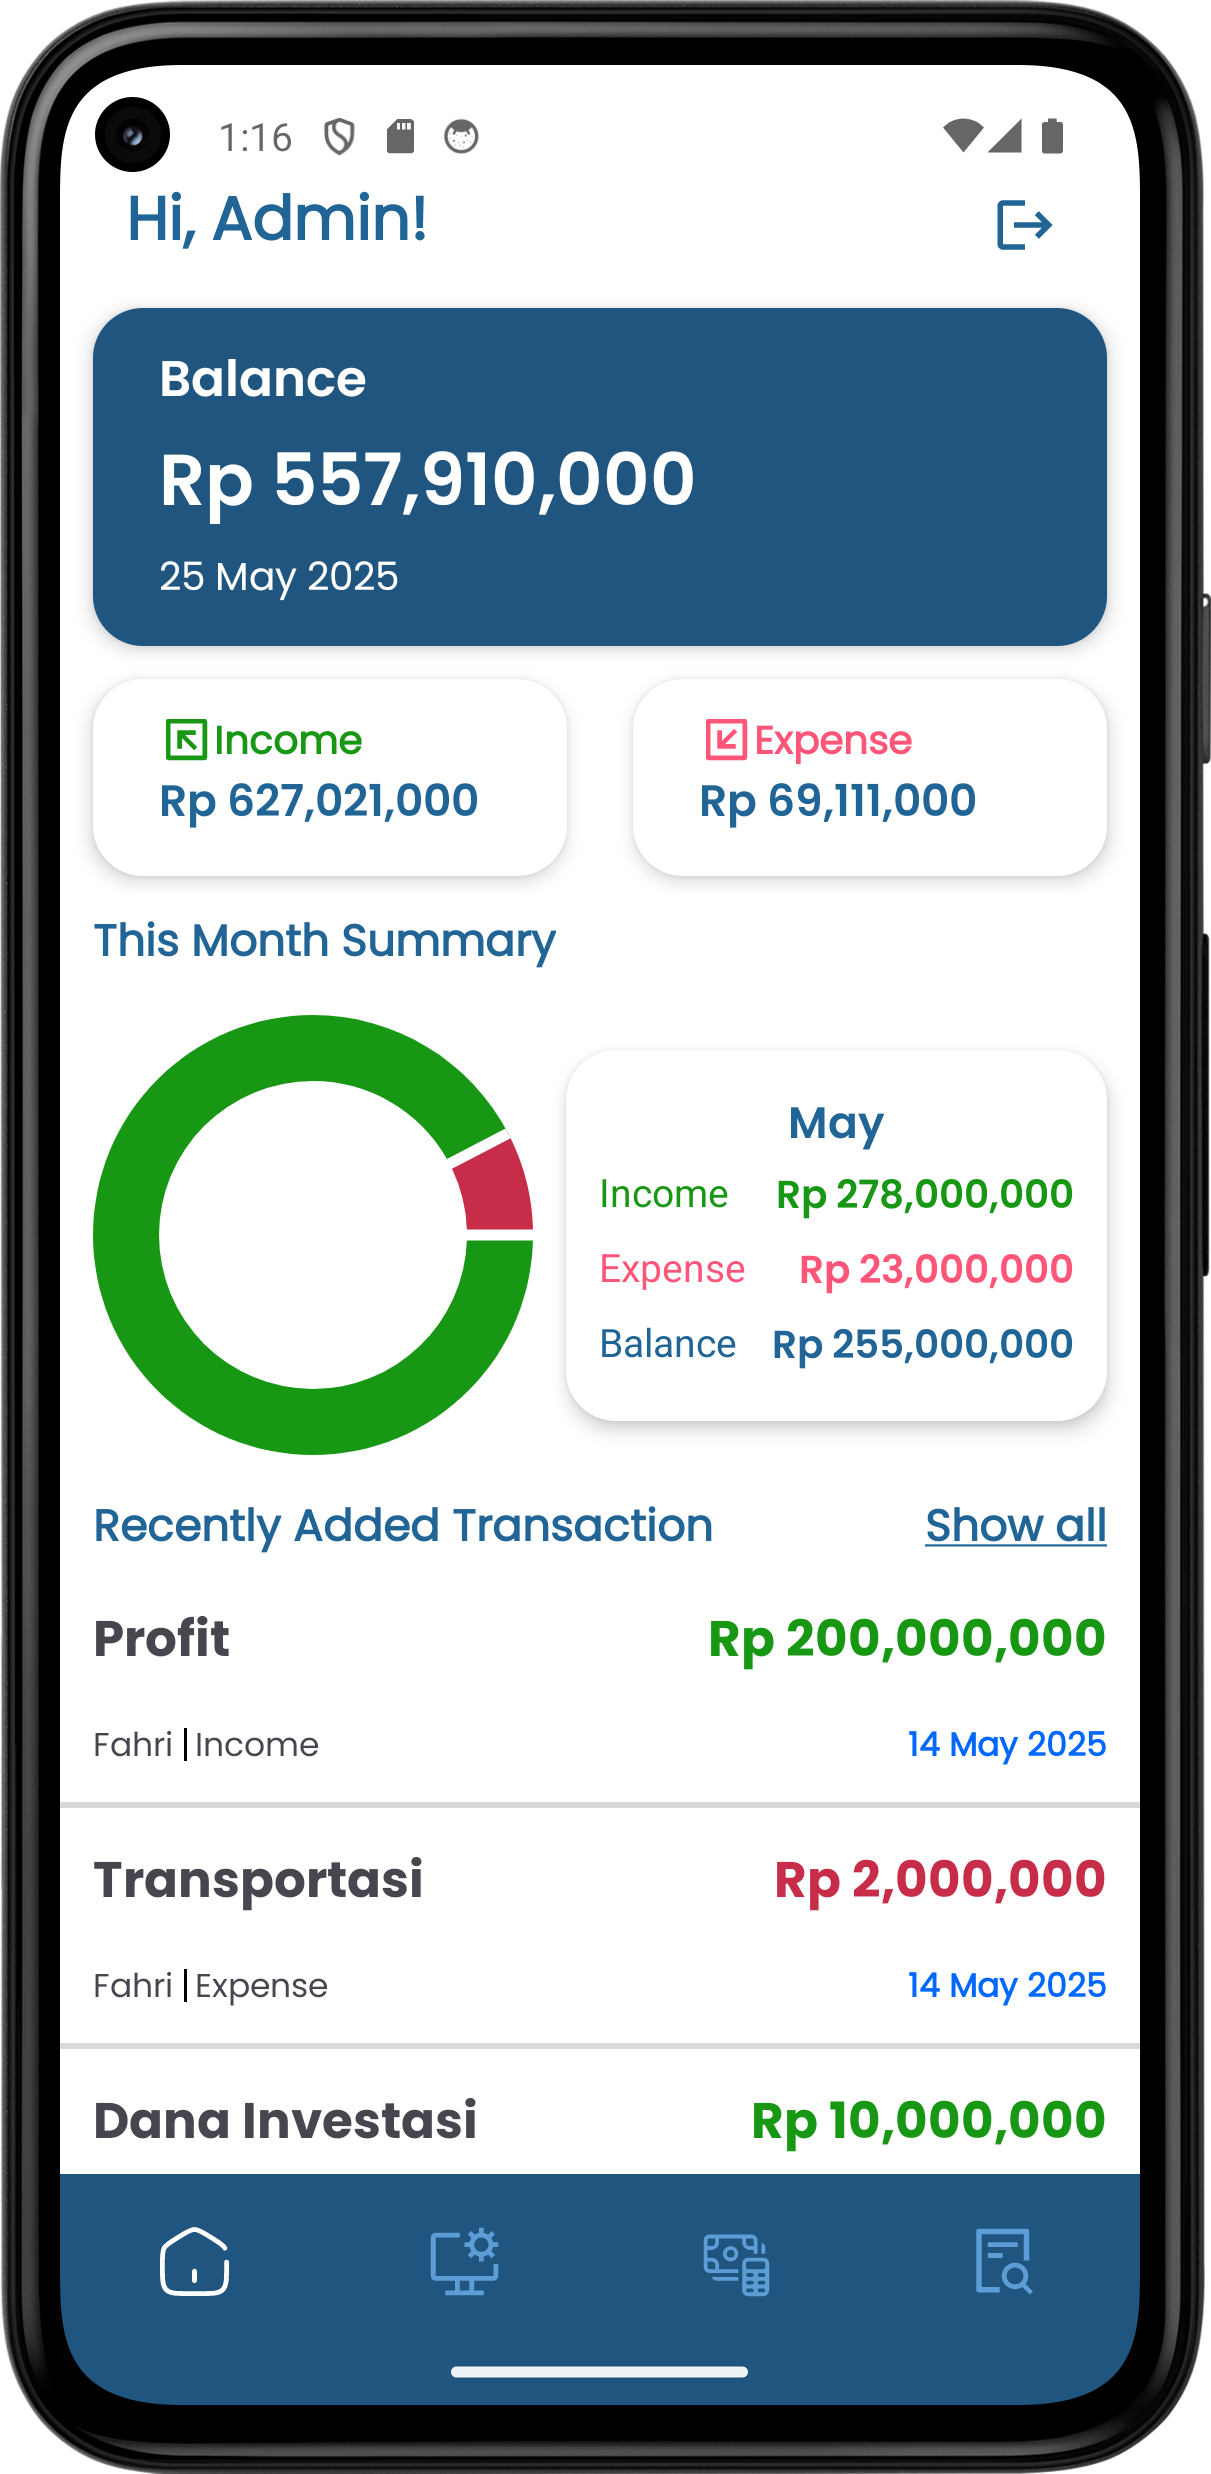 1:16
Hi, Admin!
Balance
Rp 557,910,000
25 May 2025
Income
Rp 627,021,000
Expense
Rp 69,111,000
This Month Summary
May
Income Rp 278,000,000
Expense Rp 23,000,000
Balance Rp 255,000,000
Recently Added Transaction Show all
Profit Rp 200,000,000
Fahri | Income 14 May 2025
Transportasi Rp 2,000,000
Fahri | Expense 14 May 2025
Dana Investasi Rp 10,000,000